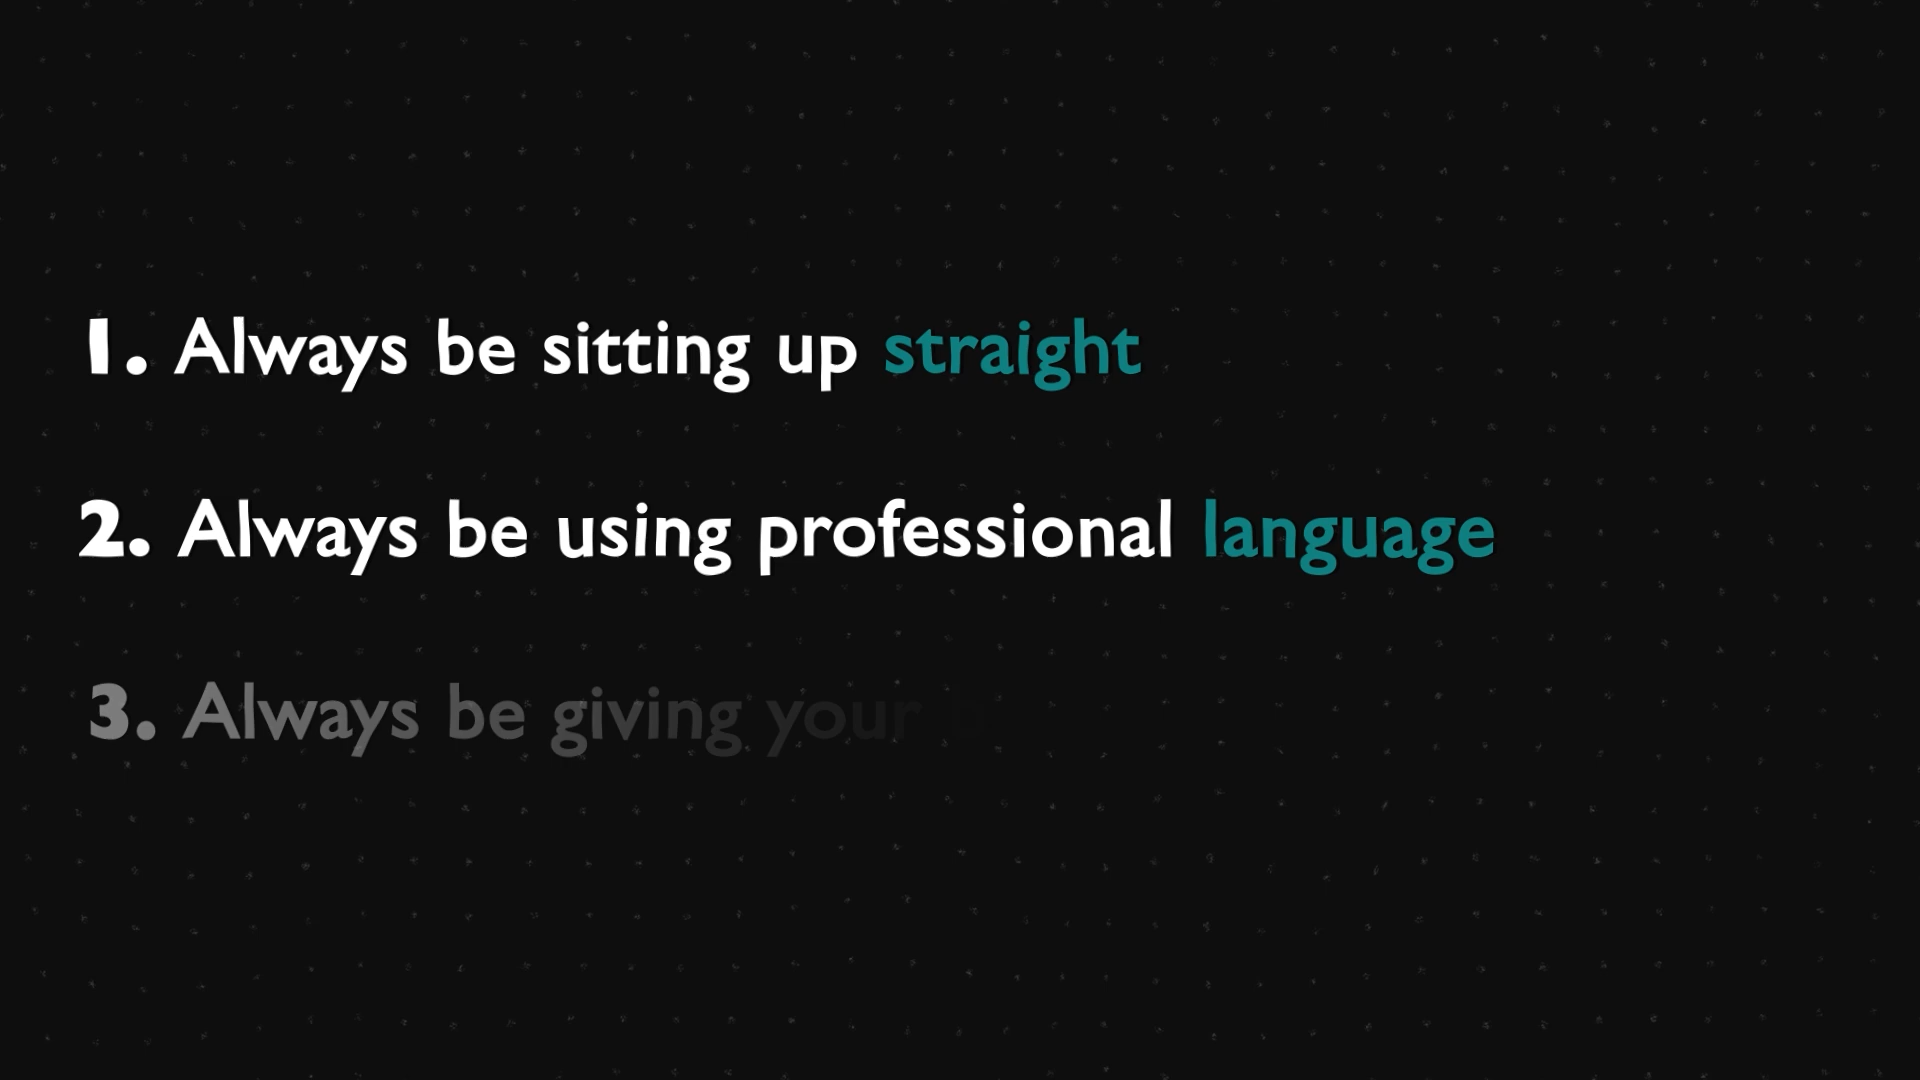 1. Always be sitting up straight
2. Always be using professional language
3. Always be giving your